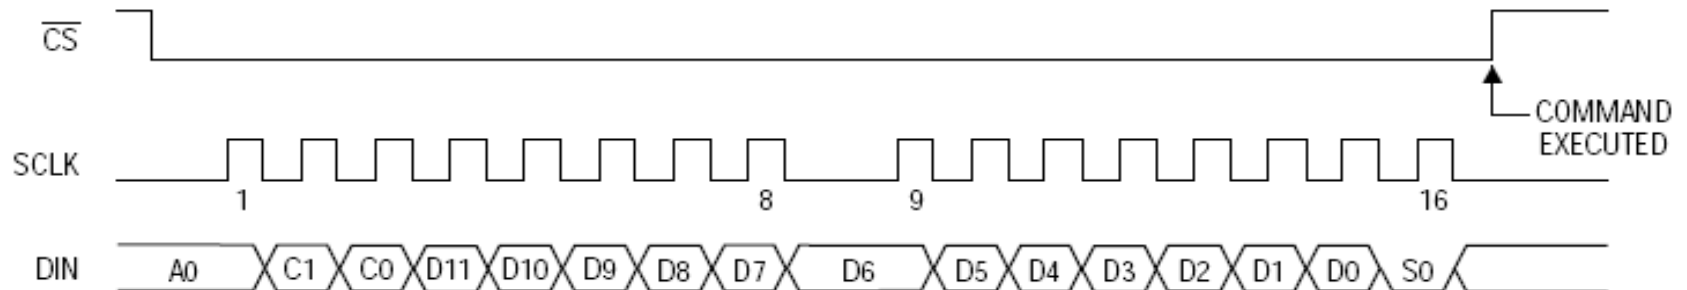 CS
COMMAND
EXECUTED
SCLK
1 8 9 16
DIN A0 C1 C0 D11 D10 D9 D8 D7 D6 D5 D4 D3 D2 D1 D0 S0